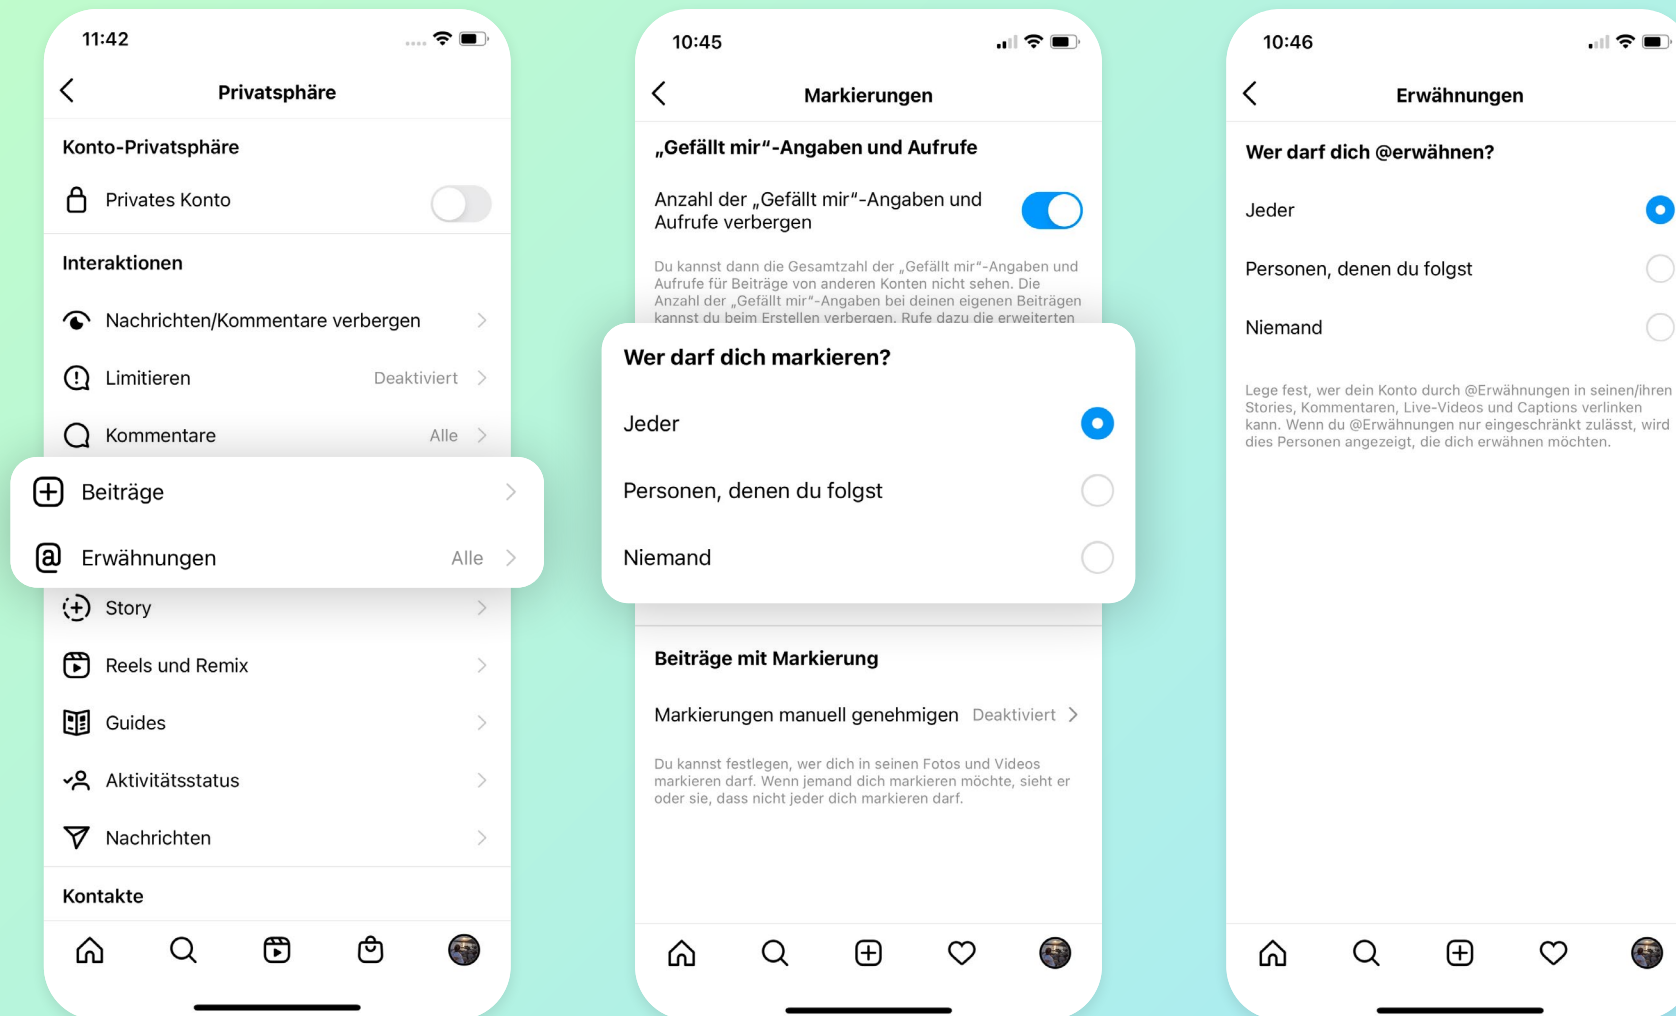 11:42
Privatsphäre
Konto-Privatsphäre
Privates Konto
Interaktionen
Nachrichten/Kommentare verbergen
Limitieren Deaktiviert
Kommentare Alle
Beiträge
Erwähnungen Alle
Story
Reels und Remix
Guides
Aktivitätsstatus
Nachrichten
Kontakte
10:45
Markierungen
„Gefällt mir“-Angaben und Aufrufe
Anzahl der „Gefällt mir“-Angaben und
Aufrufe verbergen
Du kannst dann die Gesamtzahl der „Gefällt mir“-Angaben und
Aufrufe für Beiträge von anderen Konten nicht sehen. Die
Anzahl der „Gefällt mir“-Angaben bei deinen eigenen Beiträgen
kannst du beim Erstellen verbergen. Rufe dazu die erweiterten
Wer darf dich markieren?
Jeder
Personen, denen du folgst
Niemand
Beiträge mit Markierung
Markierungen manuell genehmigen Deaktiviert
Du kannst festlegen, wer dich in seinen Fotos und Videos
markieren darf. Wenn jemand dich markieren möchte, sieht er
oder sie, dass nicht jeder dich markieren darf.
10:46
Erwähnungen
Wer darf dich @erwähnen?
Jeder
Personen, denen du folgst
Niemand
Lege fest, wer dein Konto durch @Erwähnungen in seinen/ihren
Stories, Kommentaren, Live-Videos und Captions verlinken
kann. Wenn du @Erwähnungen nur eingeschränkt zulässt, wird
dies Personen angezeigt, die dich erwähnen möchten.